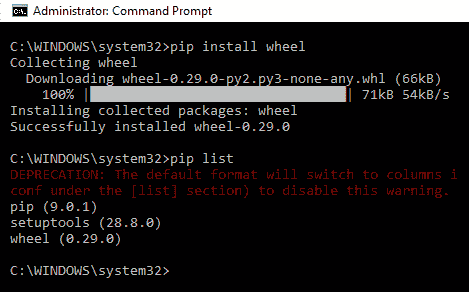 Administrator: Command Prompt
C:\WINDOWS\system32>pip install wheel
Collecting wheel
Downloading wheel-0.29.0-py2.py3-none-any.whl (66kB)
100% |████████████████████████████████| 71kB 54kB/s
Installing collected packages: wheel
Successfully installed wheel-0.29.0
C:\WINDOWS\system32>pip list
DEPRECATION: The default format will switch to columns i
conf under the [list] section) to disable this warning.
pip (9.0.1)
setuptools (28.8.0)
wheel (0.29.0)
C:\WINDOWS\system32>